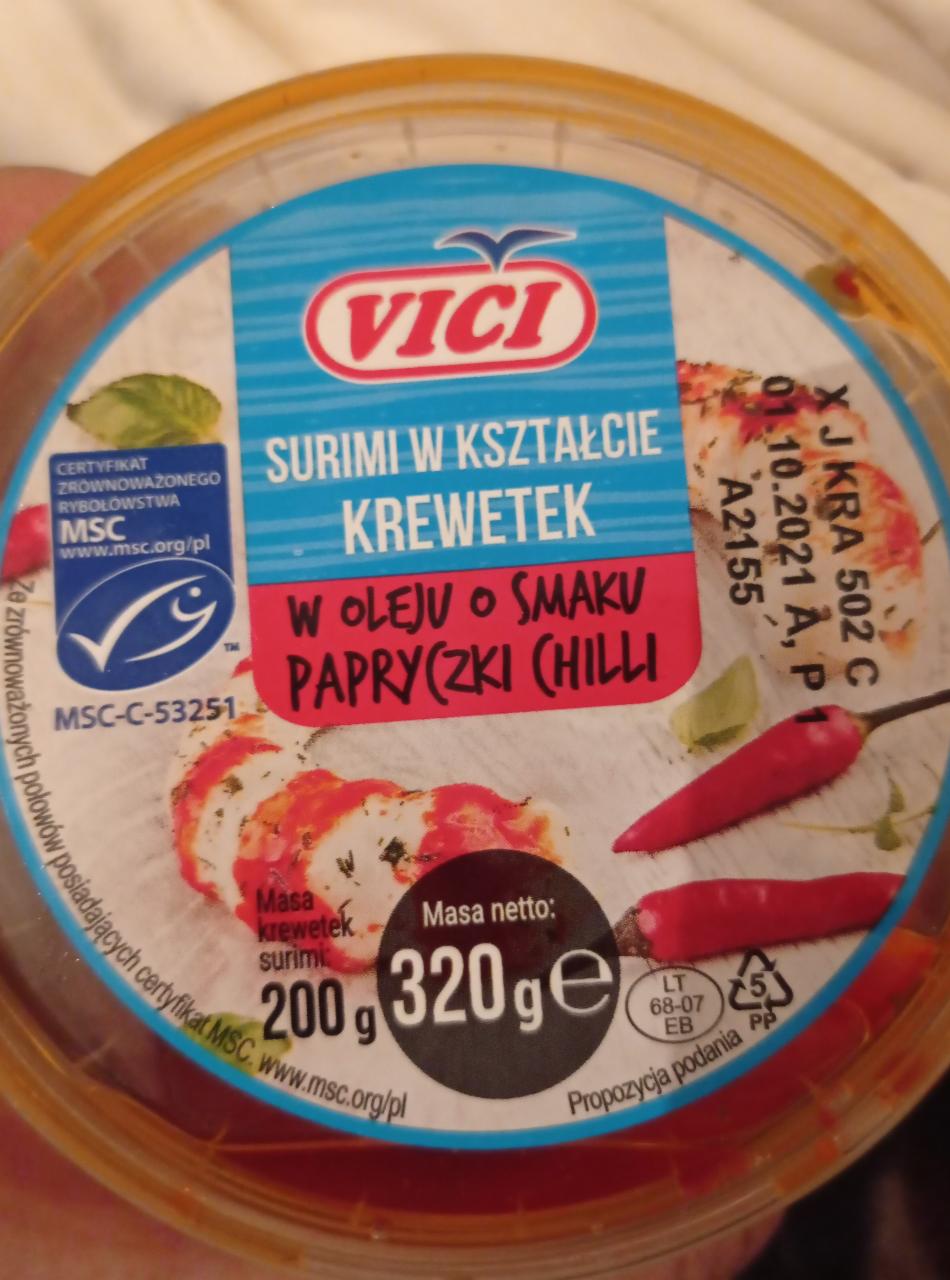 VICI
SURIMI W KSZTAŁCIE
KREWETEK
W OLEJU O SMAKU
PAPRYCZKI CHILLI
CERTYFIKAT
ZRÓWNOWAŻONEGO
RYBOŁÓWSTWA
MSC
www.msc.org/pl
TM
MSC-C-53251
Ze zrównoważonych połowów posiadających certyfikat MSC. www.msc.org/pl
X J KRA 502 C
01.10.2021 A, P 1
A2155
Masa
krewetek
surimi:
200 g
Masa netto:
320 g e
LT
68-07
EB
5
PP
Propozycja podania